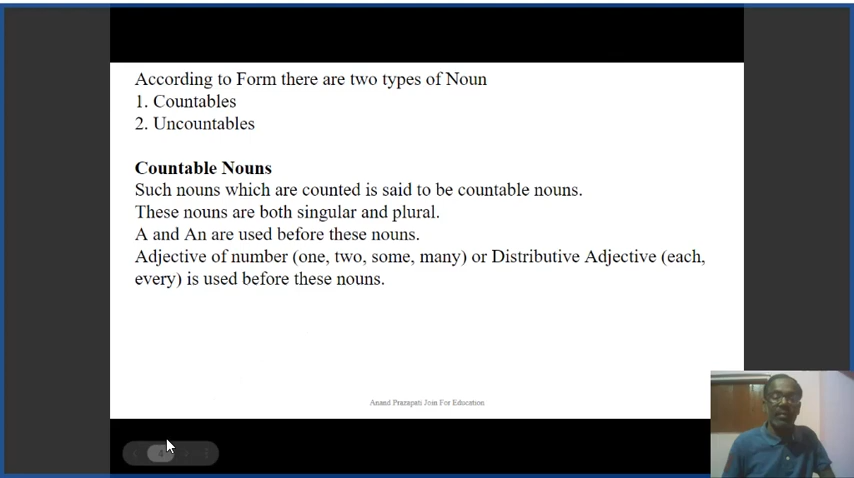 According to Form there are two types of Noun
1. Countables
2. Uncountables
Countable Nouns
Such nouns which are counted is said to be countable nouns.
These nouns are both singular and plural.
A and An are used before these nouns.
Adjective of number (one, two, some, many) or Distributive Adjective (each,
every) is used before these nouns.
Anand Prazapati Join For Education
4